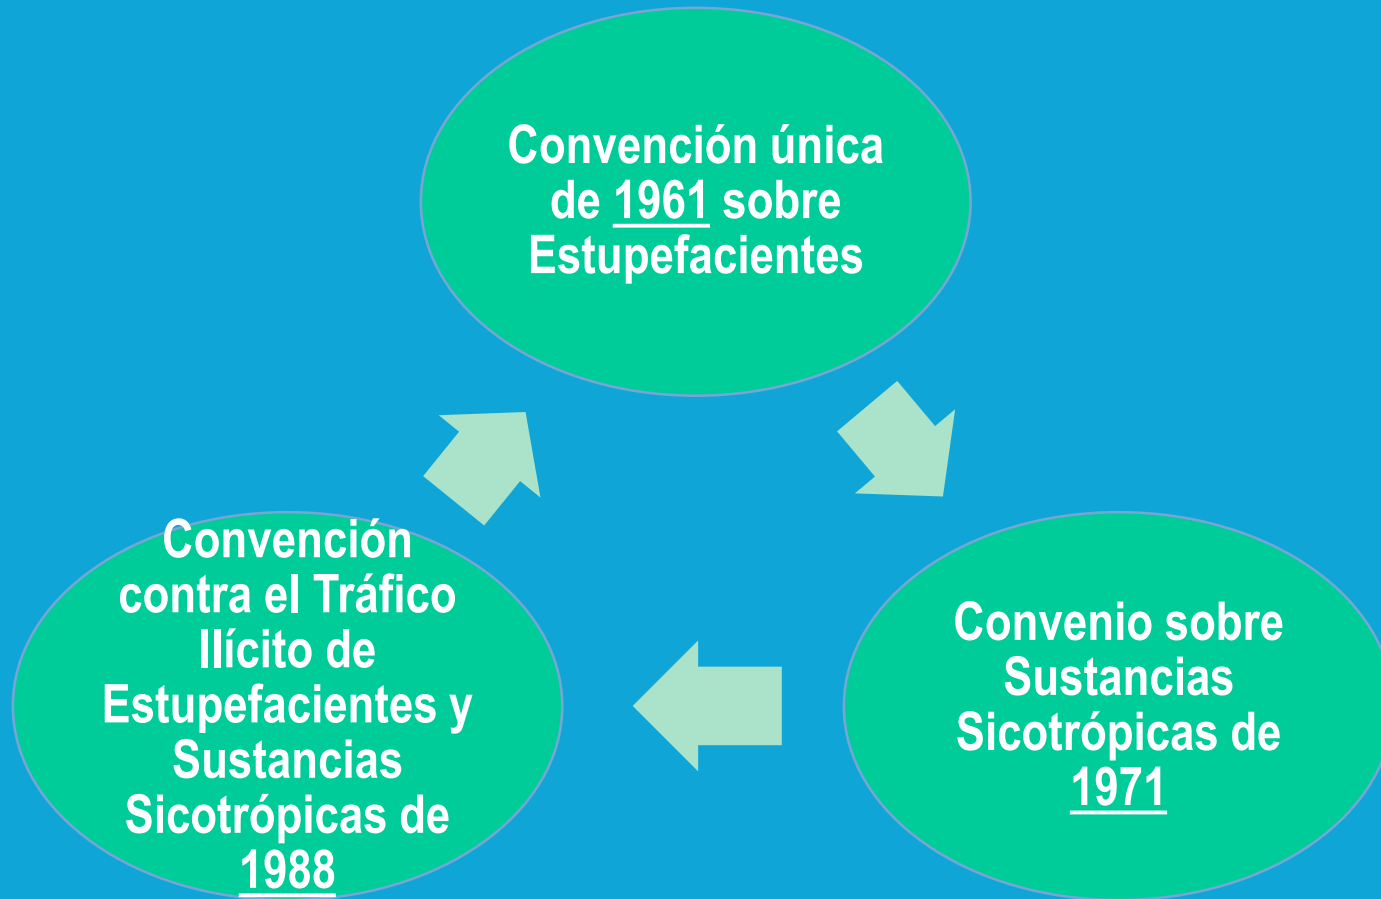 Convención única
de 1961 sobre
Estupefacientes
Convenio sobre
Sustancias
Sicotrópicas de
1971
Convención
contra el Tráfico
Ilícito de
Estupefacientes y
Sustancias
Sicotrópicas de
1988